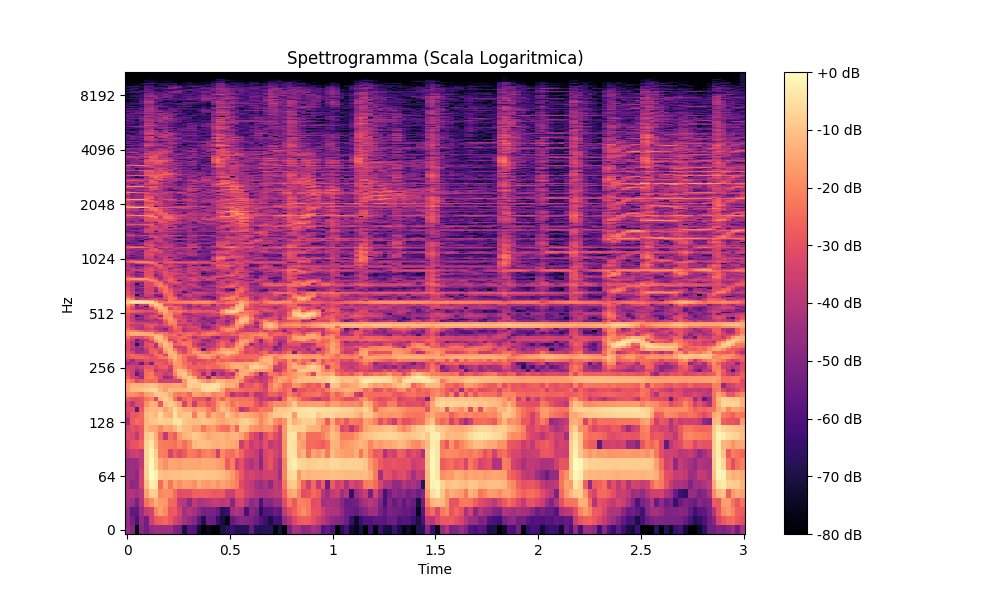 Spettrogramma (Scala Logaritmica)
8192
4096
2048
1024
512
256
128
64
0
Hz
0
0.5
1
1.5
2
2.5
3
Time
+0 dB
-10 dB
-20 dB
-30 dB
-40 dB
-50 dB
-60 dB
-70 dB
-80 dB